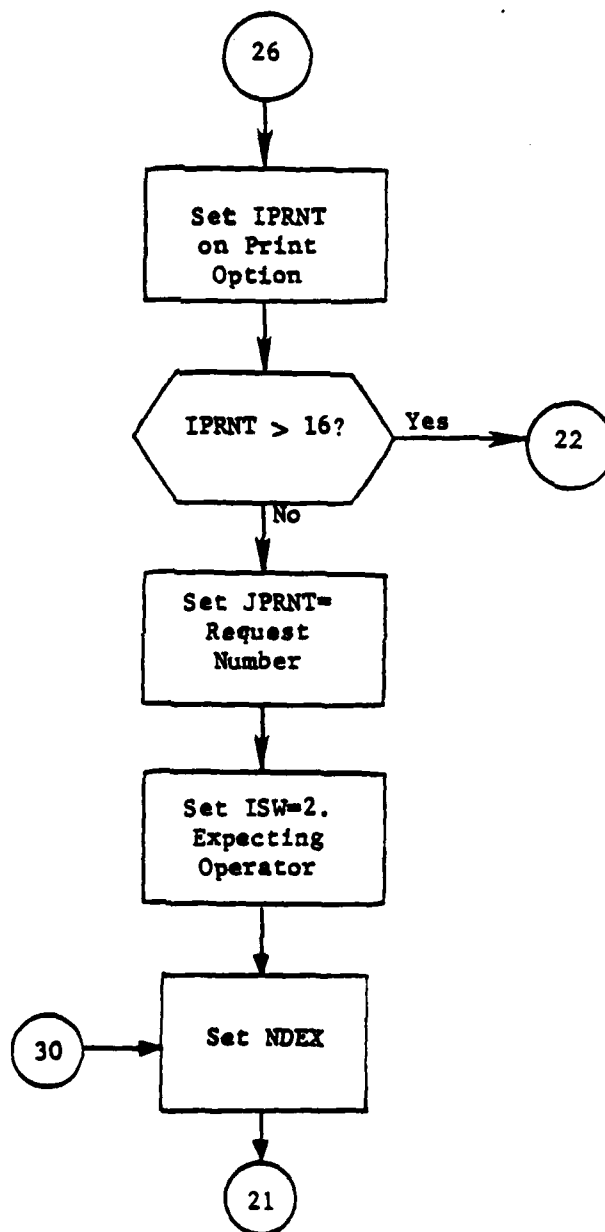 26
Set IPRNT
on Print
Option
IPRNT > 16?
Yes
22
No
Set JPRNT=
Request
Number
Set ISW=2.
Expecting
Operator
30
Set NDEX
21